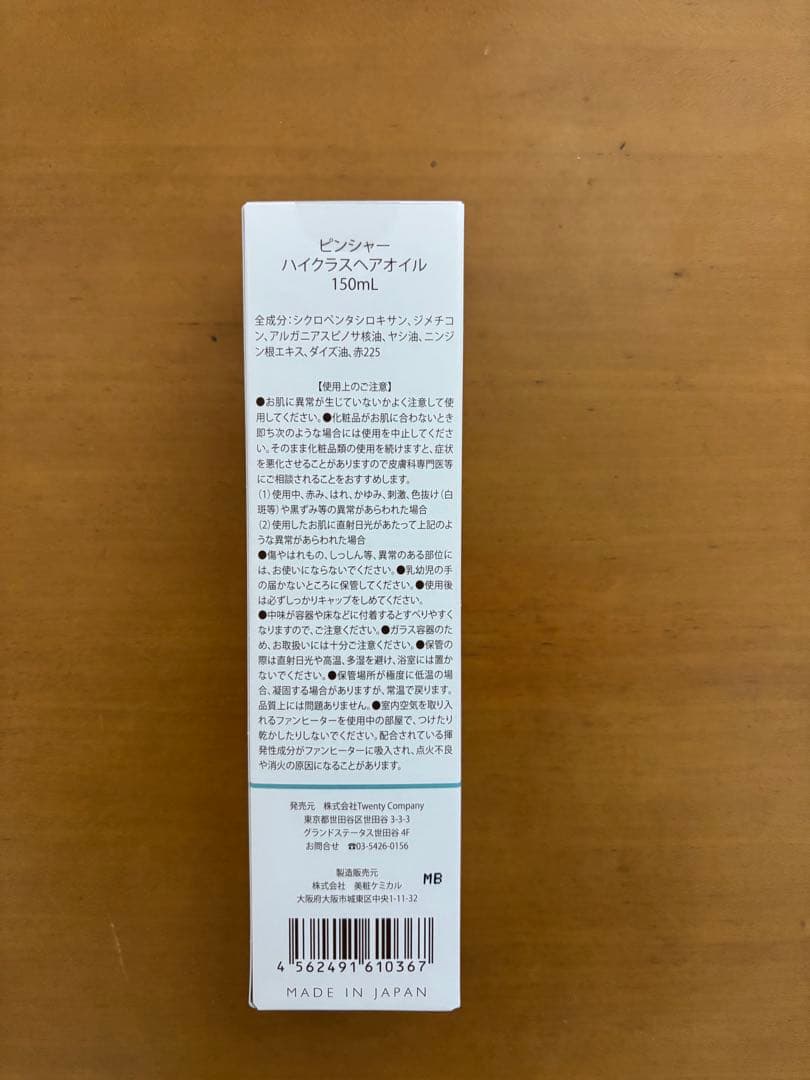 ピンシャー
ハイクラスヘアオイル
150mL
全成分：シクロペンタシロキサン、ジメチコ
ン、アルガニアスピノサ核油、ヤシ油、ニンジ
ン根エキス、ダイズ油、赤225
【使用上のご注意】
●お肌に異常が生じていないかよく注意して使
用してください。●化粧品がお肌に合わないとき
即ち次のような場合には使用を中止してくださ
い。そのまま化粧品類の使用を続けますと、症状
を悪化させることがありますので皮膚科専門医等
にご相談されることをおすすめします。
（1）使用中、赤み、はれ、かゆみ、刺激、色抜け（白
斑等）や黒ずみ等の異常があらわれた場合
（2）使用したお肌に直射日光があたって上記のよ
うな異常があらわれた場合
●傷やはれもの、しっしん等、異常のある部位に
は、お使いにならないでください。●乳幼児の手
の届かないところに保管してください。●使用後
は必ずしっかりキャップをしめてください。
●中味が容器や床などに付着するとすべりやすく
なりますので、ご注意ください。●ガラス容器のた
め、お取扱いには十分ご注意ください。●保管の
際は直射日光や高温、多湿を避け、浴室には置か
ないでください。●保管場所が極度に低温の場
合、凝固する場合がありますが、常温で戻ります。
品質上には問題ありません。●室内空気を取り入
れるファンヒーターを使用中の部屋で、つけたり
乾かしたりしないでください。配合されている揮
発性成分がファンヒーターに吸入され、点火不良
や消火の原因になることがあります。
発売元　株式会社Twenty Company
東京都世田谷区世田谷 3-3-3
グランドステータス世田谷 4F
お問合せ　☎03-5426-0156
製造販売元
株式会社　美粧ケミカル
MB
大阪府大阪市城東区中央1-11-32
4 562491 610367
MADE IN JAPAN